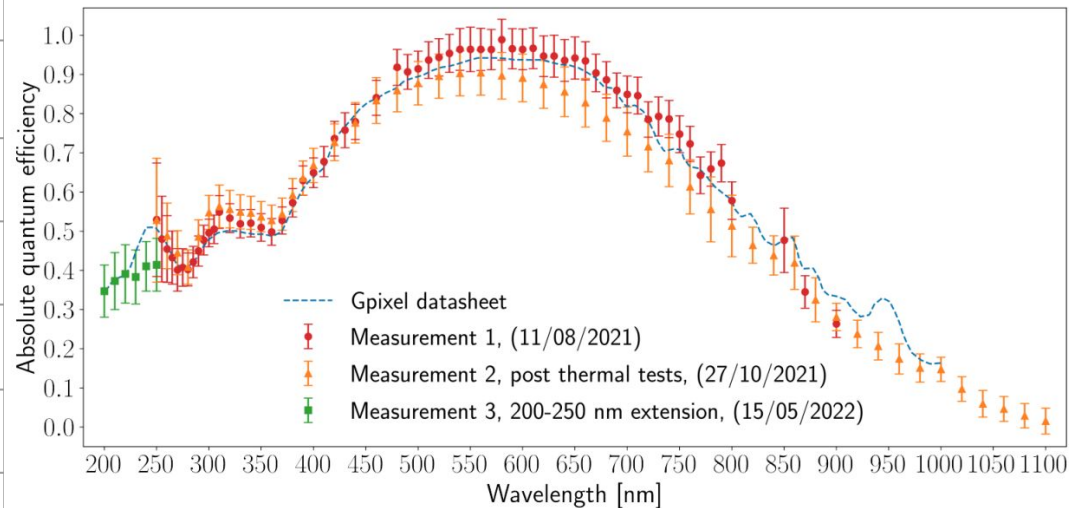 1.0
0.9
0.8
0.7
0.6
0.5
0.4
0.3
0.2
0.1
0.0
Absolute quantum efficiency
Gpixel datasheet
Measurement 1, (11/08/2021)
Measurement 2, post thermal tests, (27/10/2021)
Measurement 3, 200-250 nm extension, (15/05/2022)
200 250 300 350 400 450 500 550 600 650 700 750 800 850 900 950 1000 1050 1100
Wavelength [nm]